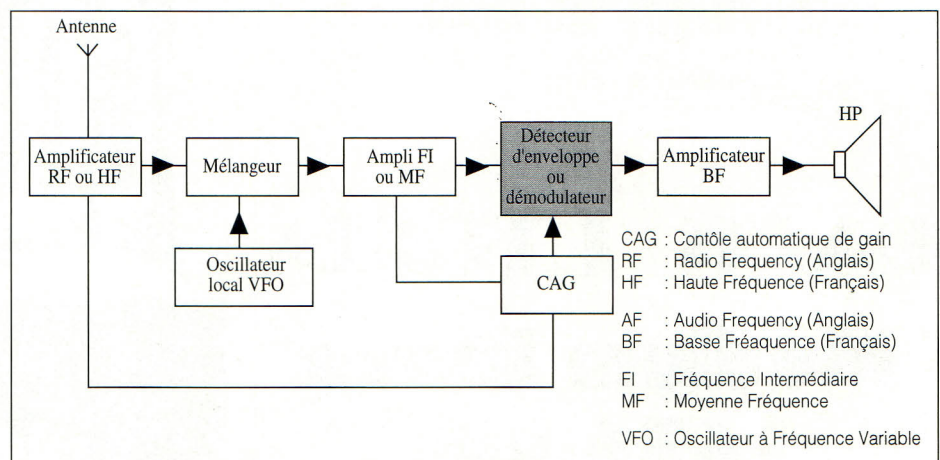 Antenne
HP
Amplificateur
RF ou HF
Mélangeur
Ampli FI
ou MF
Détecteur
d'enveloppe
ou
démodulateur
Amplificateur
BF
Oscillateur
local VFO
CAG
CAG : Contôle automatique de gain
RF : Radio Frequency (Anglais)
HF : Haute Fréquence (Français)
AF : Audio Frequency (Anglais)
BF : Basse Fréaquence (Français)
FI : Fréquence Intermédiaire
MF : Moyenne Fréquence
VFO : Oscillateur à Fréquence Variable